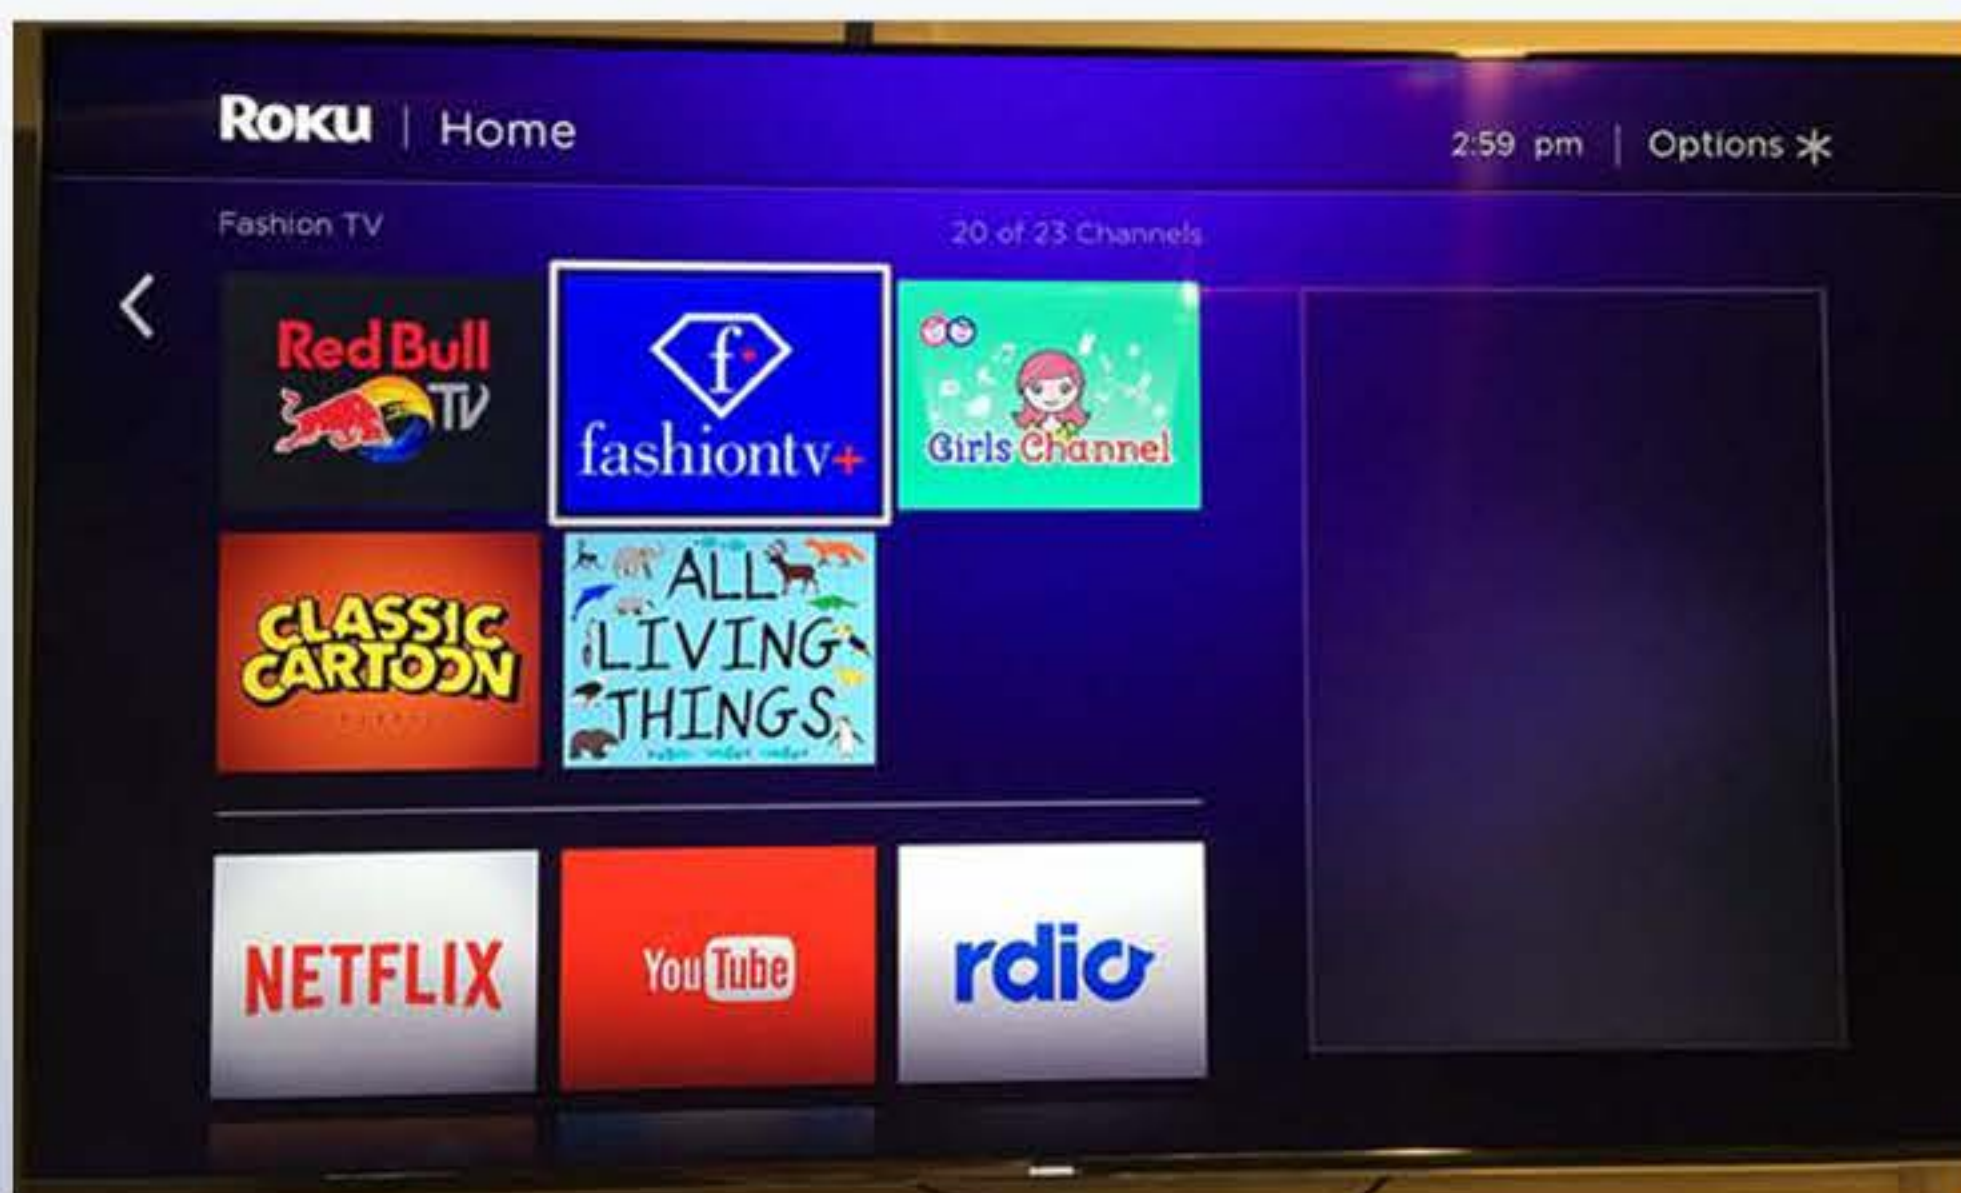 Roku | Home
2:59 pm | Options *
Fashion TV
20 of 23 Channels
Red Bull
TV
f
fashiontv+
Girls Channel
CLASSIC
CARTOON
ALL
LIVING
THINGS
NETFLIX
YouTube
rdio